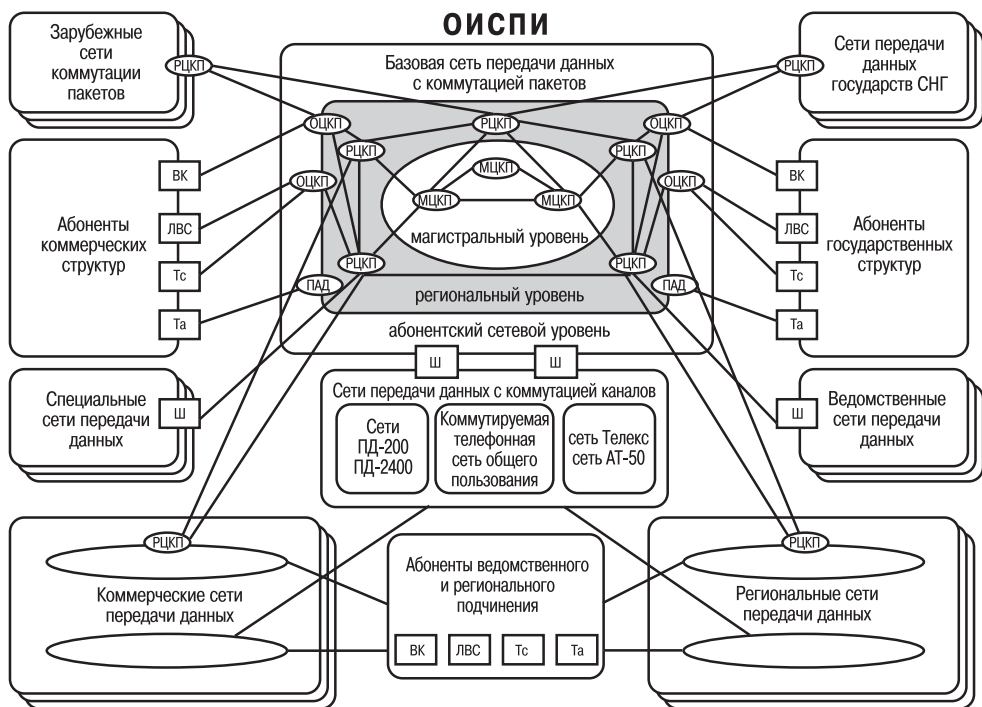 ОИСПИ
Зарубежные
сети
коммутации
пакетов
РЦКП
Базовая сеть передачи данных
с коммутацией пакетов
РЦКП
Сети передачи
данных
государств СНГ
ОЦКП
РЦКП
ОЦКП
РЦКП
РЦКП
ОЦКП
ОЦКП
МЦКП
МЦКП
МЦКП
магистральный уровень
РЦКП
РЦКП
ПАД
ПАД
региональный уровень
абонентский сетевой уровень
Абоненты
коммерческих
структур
ВК
ЛВС
Тс
Та
ВК
ЛВС
Тс
Та
Абоненты
государственных
структур
Специальные
сети передачи
данных
Ш
Ш
Ш
Ш
Ведомственные
сети передачи
данных
Сети передачи данных с коммутацией каналов
Сети
ПД-200
ПД-2400
Коммутируемая
телефонная
сеть общего
пользования
сеть Телекс
сеть АТ-50
РЦКП
Коммерческие сети
передачи данных
Абоненты ведомственного
и регионального
подчинения
ВК
ЛВС
Тс
Та
РЦКП
Региональные сети
передачи данных